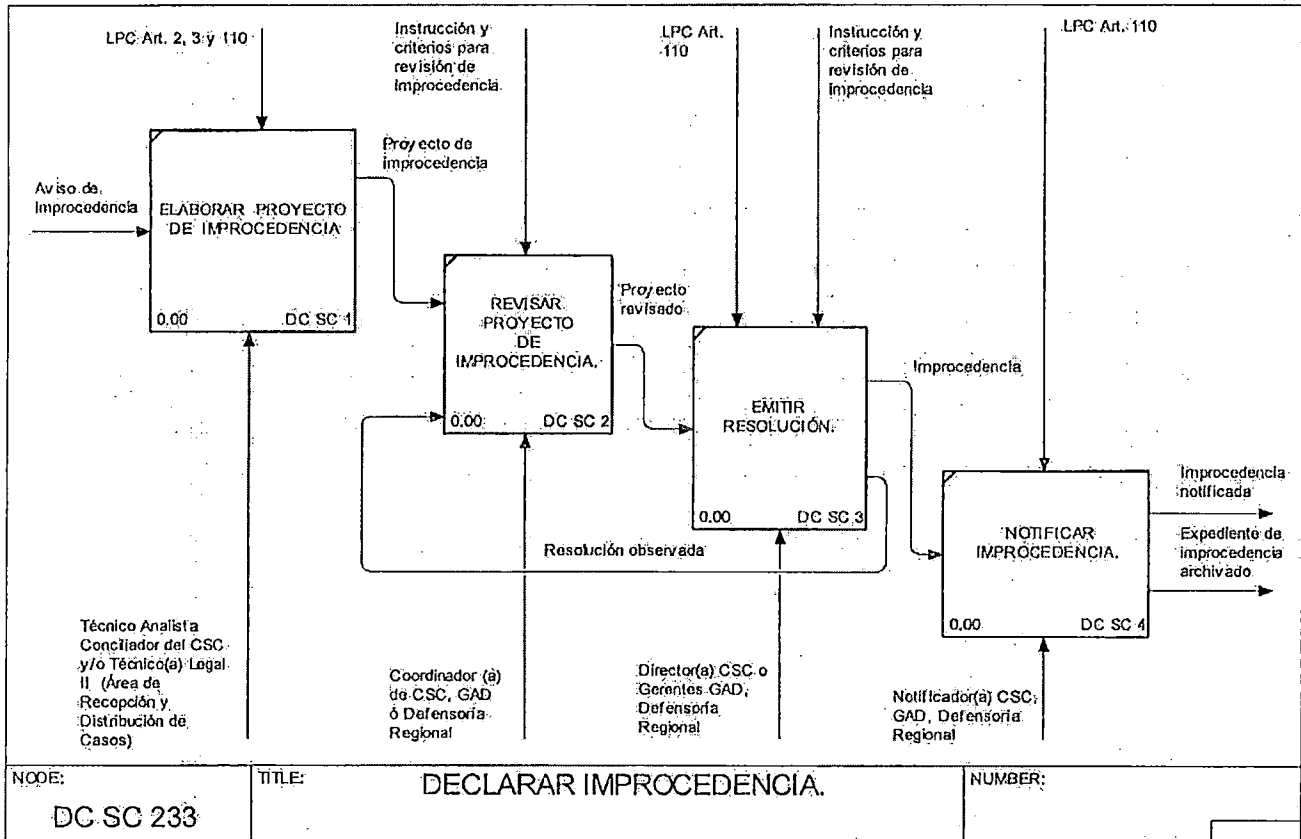 LPC Art. 2, 3 y 110
Instrucción y
criterios para
revisión de
Improcedencia.
LPC Art.
110
Instrucción y
criterios para
revisión de
Improcedencia
LPC Art. 110
Aviso de
Improcedencia
ELABORAR PROYECTO
DE IMPROCEDENCIA
0.00 DC SC 1
Proyecto de
improcedencia
REVISAR
PROYECTO
DE
IMPROCEDENCIA.
0.00 DC SC 2
Proyecto
revisado
EMITIR
RESOLUCIÓN.
0.00 DC SC 3
Improcedencia
Resolución observada
NOTIFICAR
IMPROCEDENCIA.
0.00 DC SC 4
Improcedencia
notificada
Expediente de
improcedencia
archivado
Técnico Analista
Conciliador del CSC
y/o Técnico(a) Legal
II (Área de
Recepción y
Distribución de
Casos)
Coordinador (a)
de CSC, GAD
ó Defensoría
Regional
Director(a) CSC o
Gerentes GAD,
Defensoría
Regional
Notificador(a) CSC,
GAD, Defensoría
Regional
NODE:
DC SC 233
TITLE:
DECLARAR IMPROCEDENCIA.
NUMBER: